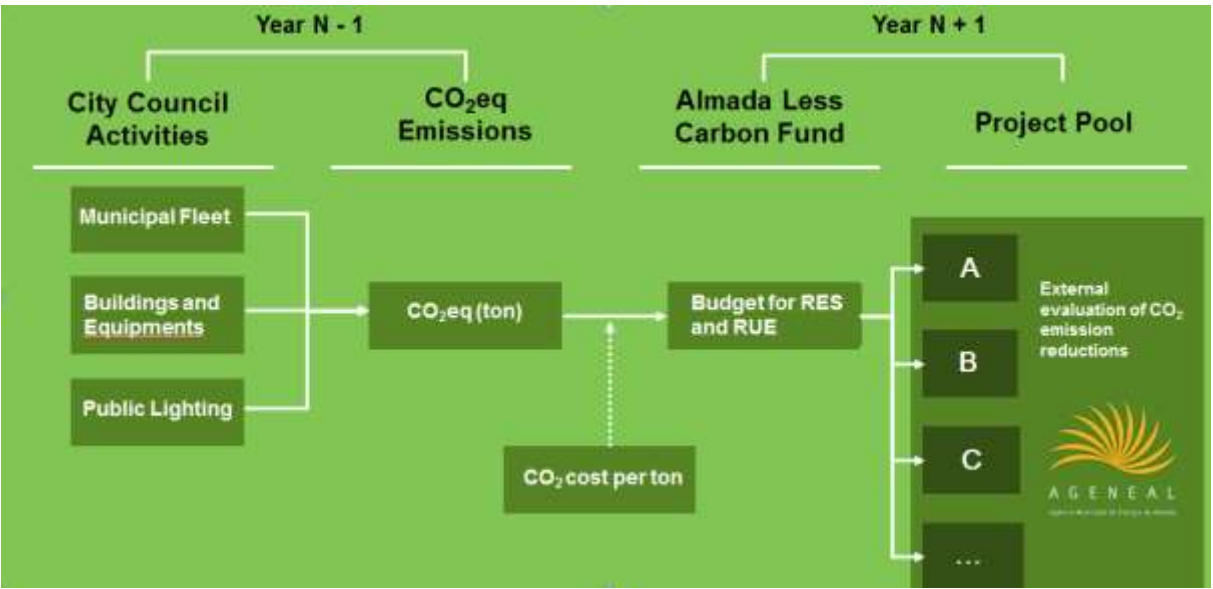 Year N - 1
Year N + 1
City Council
Activities
CO₂eq
Emissions
Almada Less
Carbon Fund
Project Pool
Municipal Fleet
Buildings and
Equipments
Public Lighting
CO₂eq (ton)
CO₂ cost per ton
Budget for RES
and RUE
A
B
C
...
External
evaluation of CO₂
emission
reductions
AGENEAL